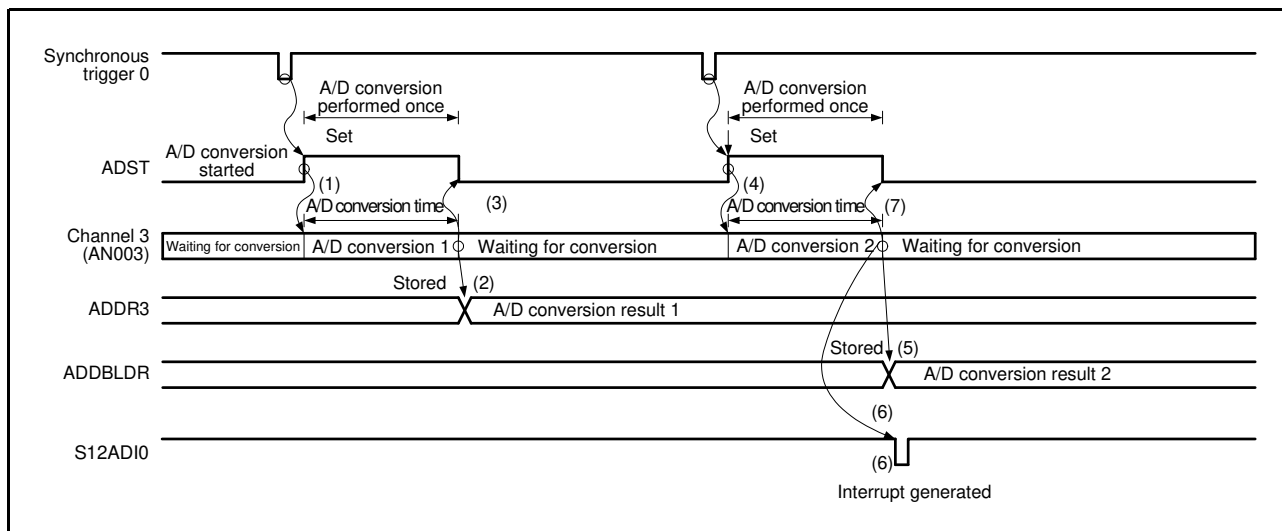 Synchronous
trigger 0
A/D conversion
performed once
A/D conversion
performed once
Set
Set
ADST
A/D conversion
started
(1)
(3)
(4)
(7)
A/D conversion time
A/D conversion time
Channel 3
(AN003)
Waiting for conversion
A/D conversion 1
Waiting for conversion
A/D conversion 2
Waiting for conversion
Stored
(2)
ADDR3
A/D conversion result 1
Stored
(5)
ADDBLDR
A/D conversion result 2
(6)
S12ADI0
(6)
Interrupt generated